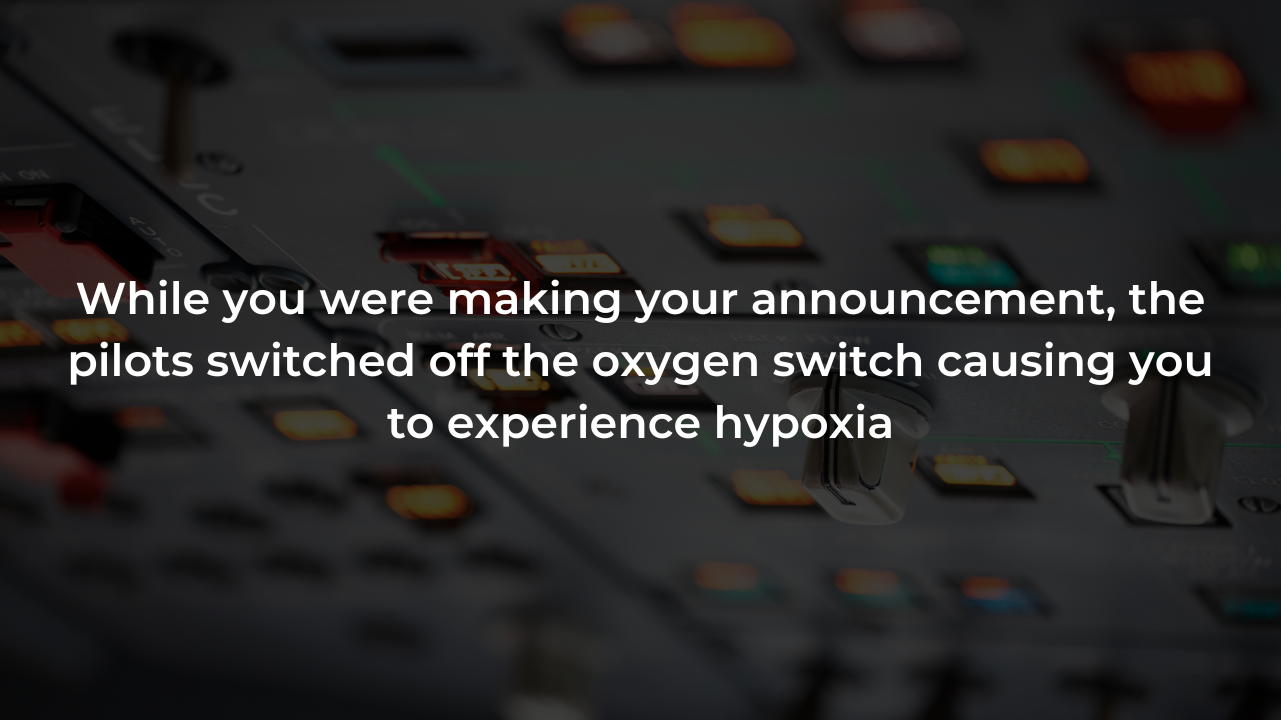 While you were making your announcement, the
pilots switched off the oxygen switch causing you
to experience hypoxia